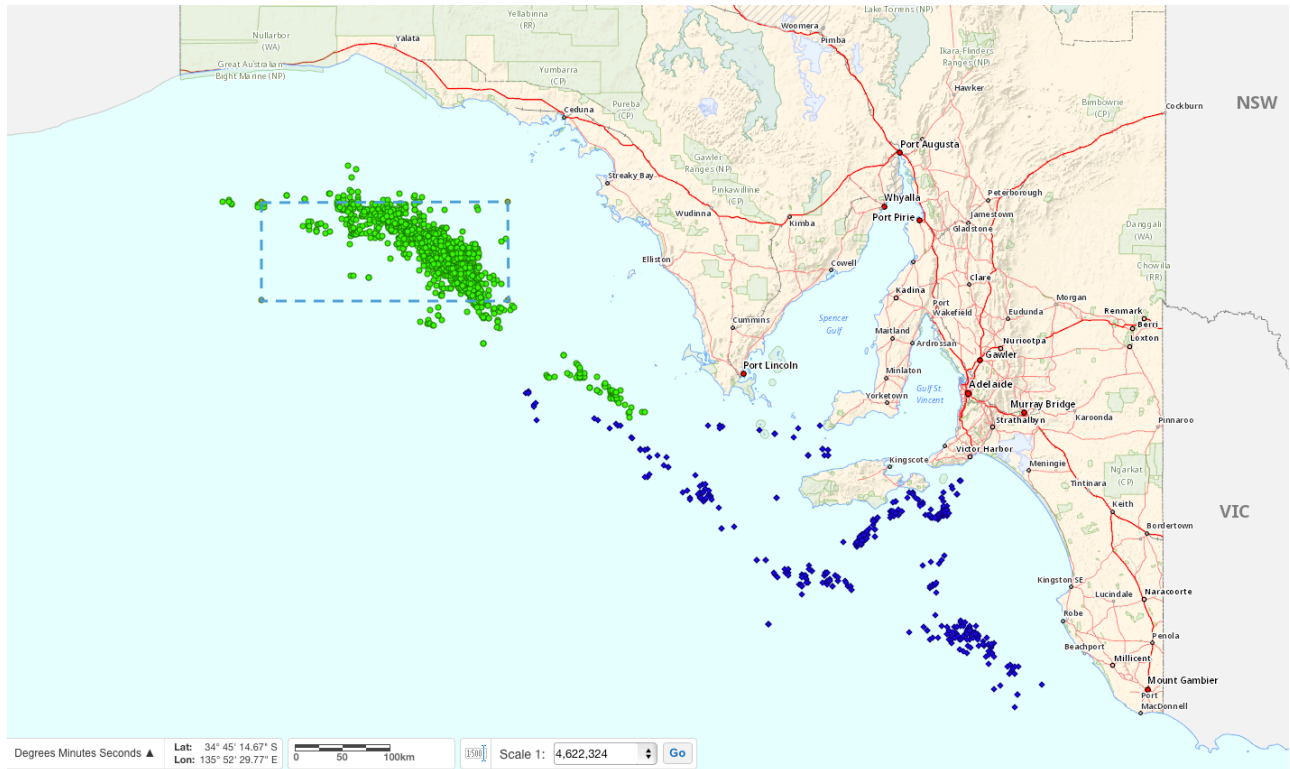 Yellabinna
(RR)
Lake Torrens (NP)
Woomera
Pimba
Nullarbor
(WA)
Yalata
Great Australian
Bight Marine (NP)
Yumbarra
(CP)
Ikara-Flinders
Ranges (NP)
Hawker
Pureba
(CP)
Ceduna
Bimbowrie
(CP)
Cockburn
NSW
Port Augusta
Gawler
Ranges (NP)
Streaky Bay
Pinkawillinie
(CP)
Whyalla
Peterborough
Wudinna
Kimba
Port Pirie
Jamestown
Gladstone
Danggali
(WA)
Elliston
Cowell
Chowilla
(RR)
Clare
Kadina
Port
Wakefield
Morgan
Cummins
Spencer
Gulf
Eudunda
Renmark
Berri
Maitland
Ardrossan
Nuriootpa
Loxton
Gawler
Port Lincoln
Minlaton
Adelaide
Yorketown
Gulf St.
Vincent
Murray Bridge
Karoonda
Strathalbyn
Pinnaroo
Victor Harbor
Kingscote
Meningie
Ngarkat
(CP)
Tintinara
Keith
VIC
Bordertown
Kingston SE
Lucindale
Naracoorte
Robe
Penola
Beachport
Millicent
Mount Gambier
Port
MacDonnell
Degrees Minutes Seconds ▲
Lat: 34° 45' 14.67" S
Lon: 135° 52' 29.77" E
0 50 100km
1:500
Scale 1: 4,622,324 Go